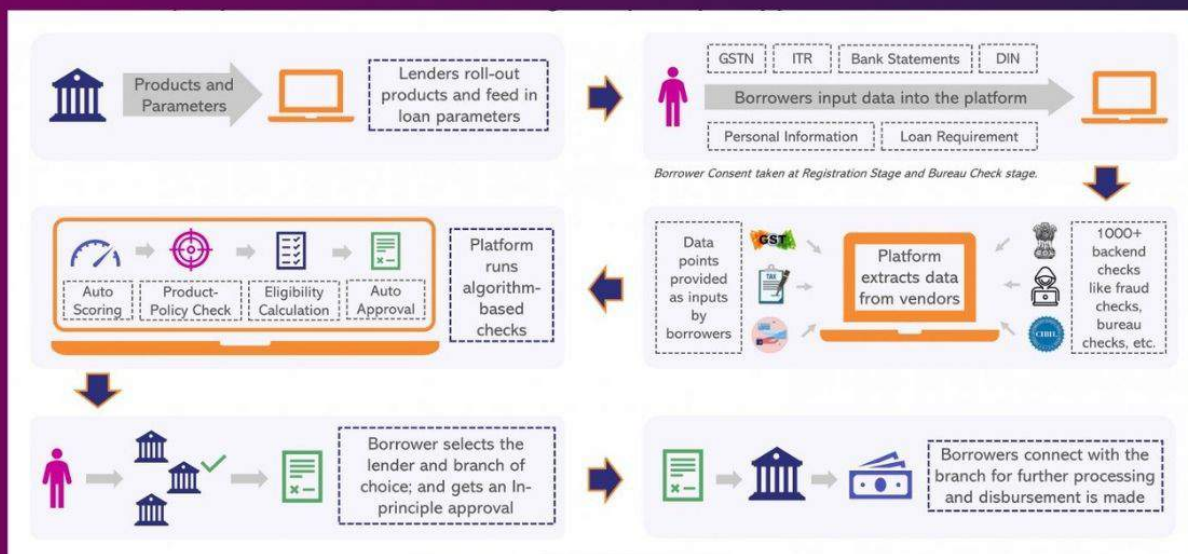 Products and
Parameters
Lenders roll-out
products and feed in
loan parameters
GSTN
ITR
Bank Statements
DIN
Borrowers input data into the platform
Personal Information
Loan Requirement
Borrower Consent taken at Registration Stage and Bureau Check stage.
Auto
Scoring
Product-
Policy Check
Eligibility
Calculation
Auto
Approval
Platform
runs
algorithm-
based
checks
Data
points
provided
as inputs
by
borrowers
GST
TAX
Platform
extracts data
from vendors
CIBIL
1000+
backend
checks
like fraud
checks,
bureau
checks, etc.
Borrower selects the
lender and branch of
choice; and gets an In-
principle approval
Borrowers connect with the
branch for further processing
and disbursement is made